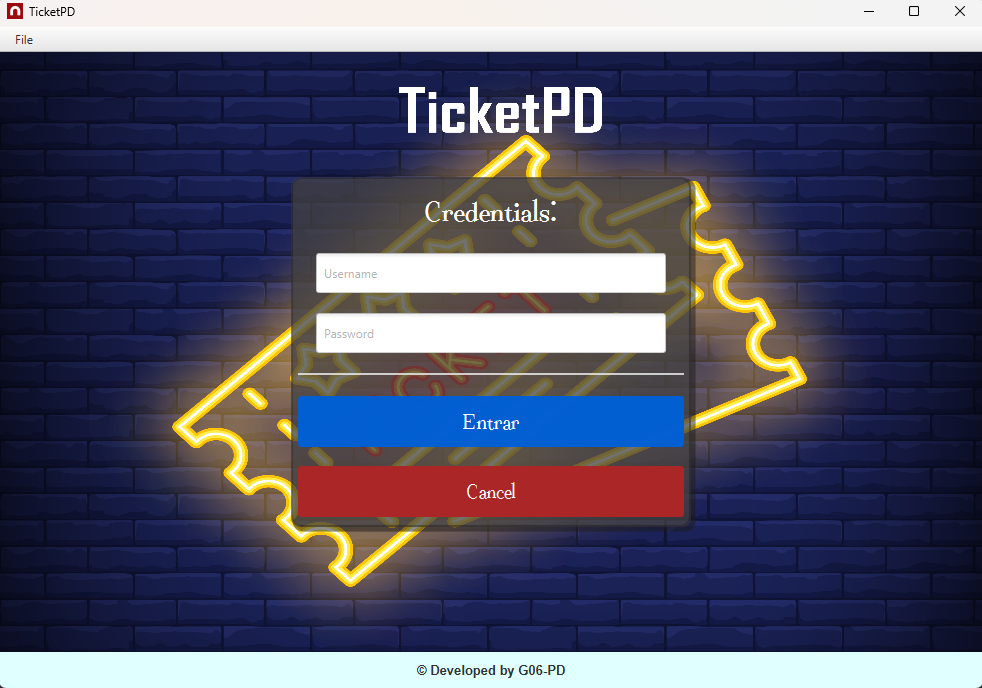 TicketPD
File
TicketPD
Credentials:
Username
Password
Entrar
Cancel
© Developed by G06-PD